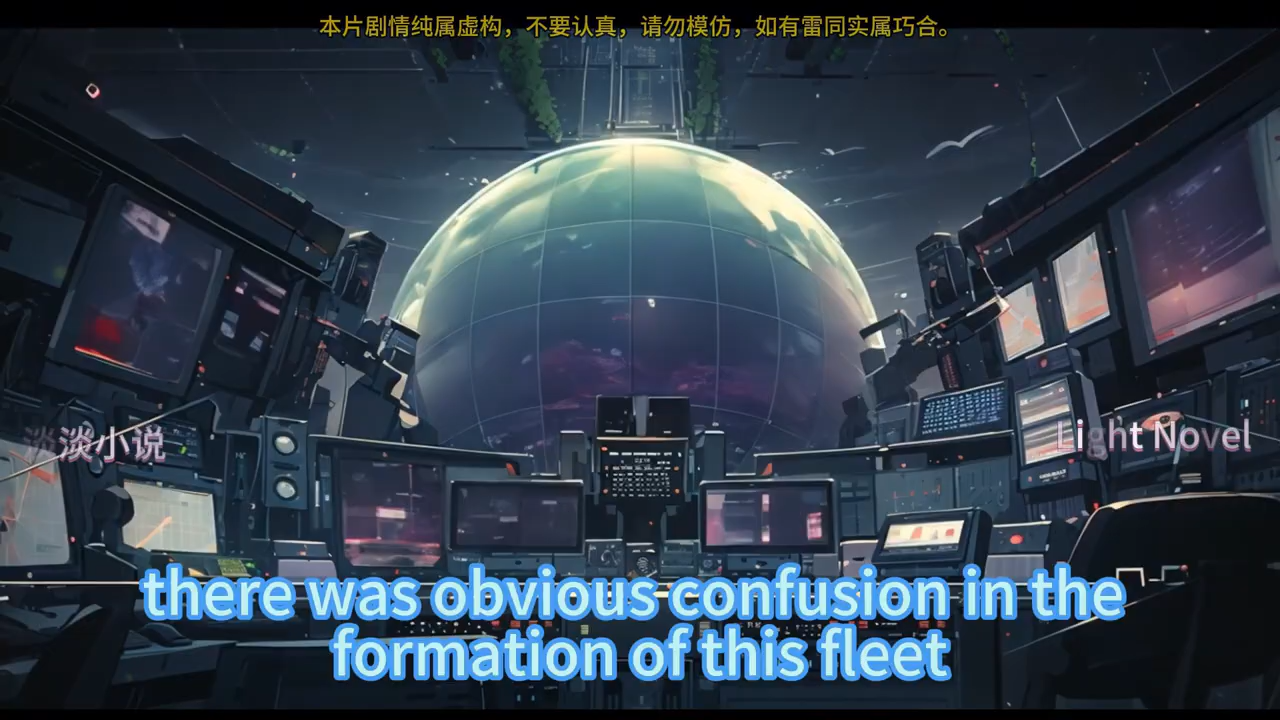 本片剧情纯属虚构，不要认真，请勿模仿，如有雷同实属巧合。
淡淡小说
Light Novel
there was obvious confusion in the
formation of this fleet